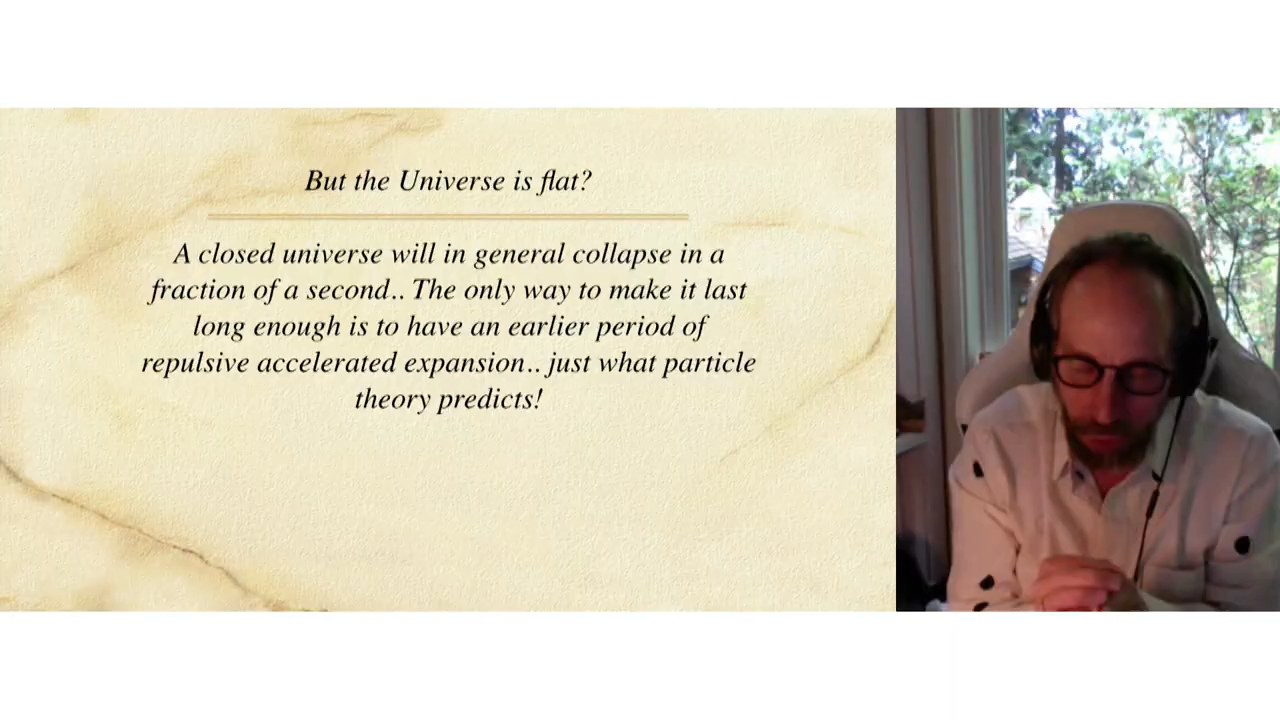 But the Universe is flat?
A closed universe will in general collapse in a
fraction of a second.. The only way to make it last
long enough is to have an earlier period of
repulsive accelerated expansion.. just what particle
theory predicts!